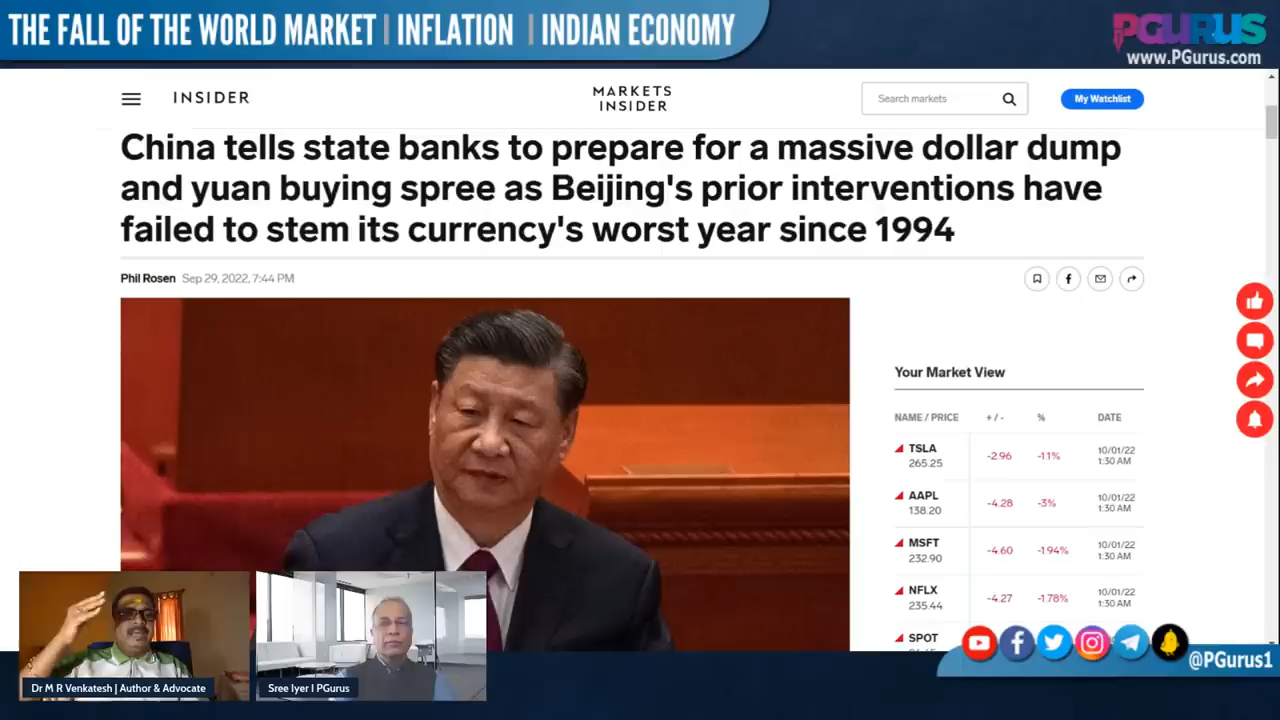 THE FALL OF THE WORLD MARKET | INFLATION | INDIAN ECONOMY
PGURUS
www.PGurus.com
INSIDER
MARKETS
INSIDER
Search markets
My Watchlist
China tells state banks to prepare for a massive dollar dump
and yuan buying spree as Beijing's prior interventions have
failed to stem its currency's worst year since 1994
Phil Rosen Sep 29, 2022, 7:44 PM
Your Market View
NAME / PRICE + / - % DATE
TSLA
265.25
-2.96 -1.1%
10/01/22
1:30 AM
AAPL
138.20
-4.28 -3%
10/01/22
1:30 AM
MSFT
232.90
-4.60 -1.94%
10/01/22
1:30 AM
NFLX
235.44
-4.27 -1.78%
10/01/22
1:30 AM
SPOT
Dr M R Venkatesh | Author & Advocate
Sree Iyer I PGurus
@PGurus1